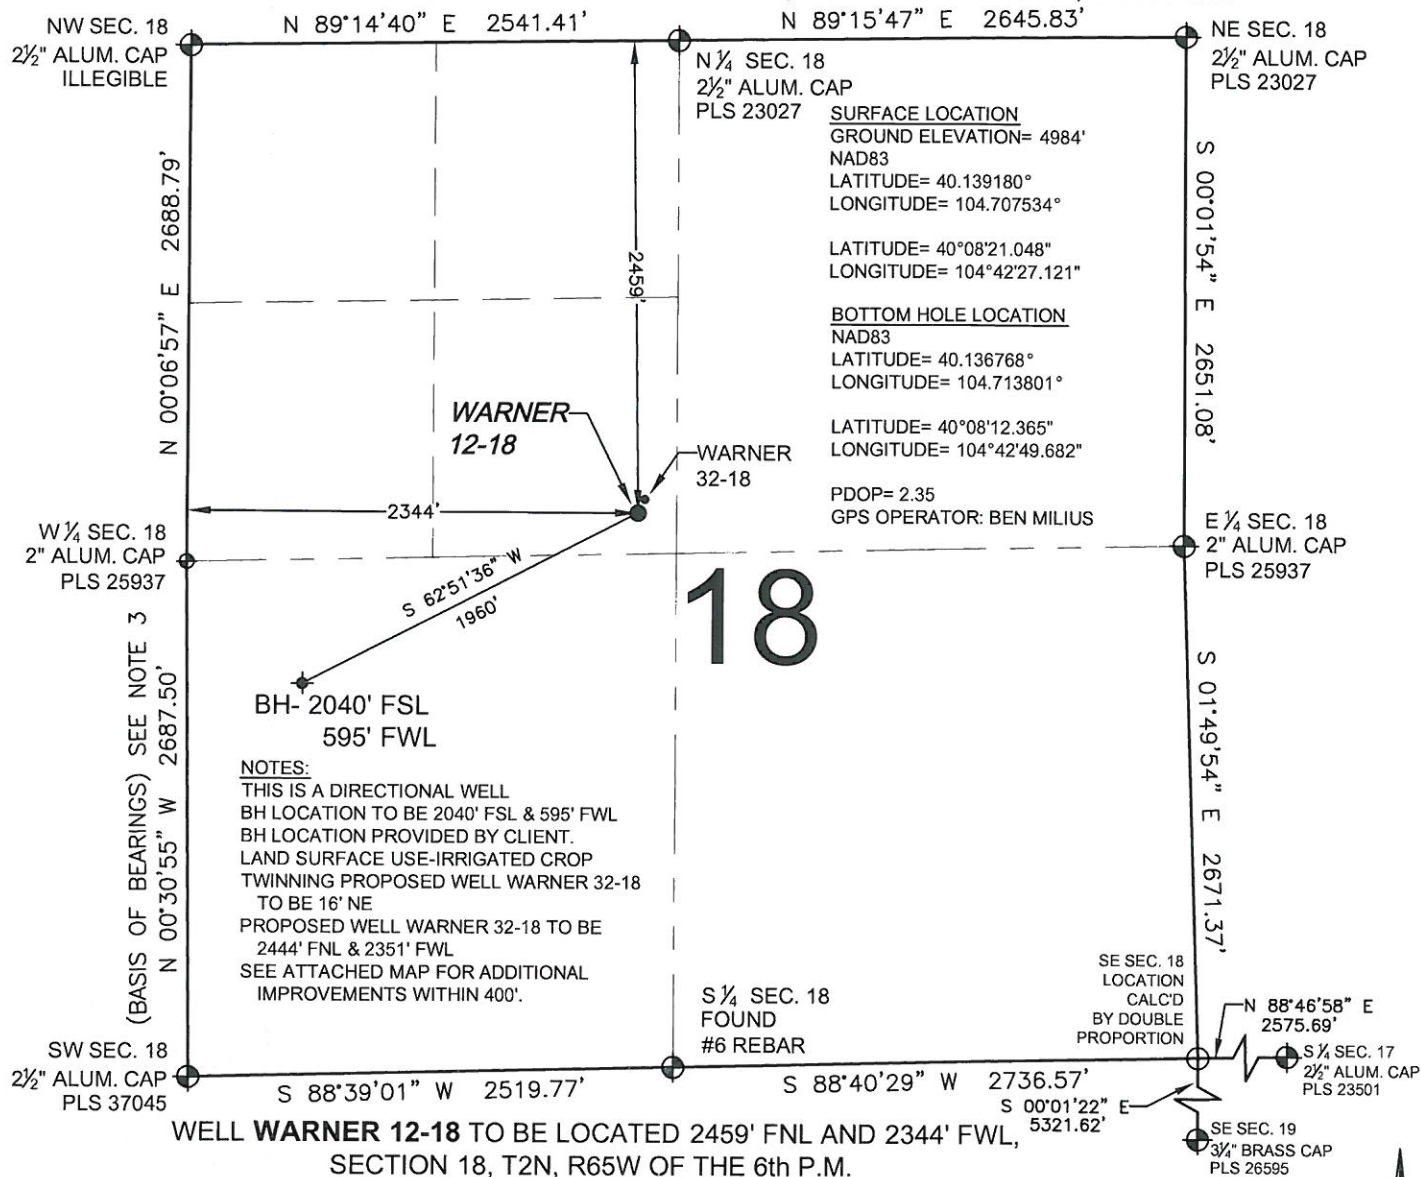 N 89°14'40" E 2541.41'
N 89°15'47" E 2645.83'
NW SEC. 18
2½" ALUM. CAP
ILLEGIBLE
N ¼ SEC. 18
2½" ALUM. CAP
PLS 23027
NE SEC. 18
2½" ALUM. CAP
PLS 23027
SURFACE LOCATION
GROUND ELEVATION= 4984'
NAD83
LATITUDE= 40.139180°
LONGITUDE= 104.707534°
LATITUDE= 40°08'21.048"
LONGITUDE= 104°42'27.121"
BOTTOM HOLE LOCATION
NAD83
LATITUDE= 40.136768°
LONGITUDE= 104.713801°
LATITUDE= 40°08'12.365"
LONGITUDE= 104°42'49.682"
PDOP= 2.35
GPS OPERATOR: BEN MILIUS
N 00°06'57" E 2688.79'
S 00°01'54" E 2651.08'
2459'
WARNER
12-18
WARNER
32-18
2344'
W ¼ SEC. 18
2" ALUM. CAP
PLS 25937
E ¼ SEC. 18
2" ALUM. CAP
PLS 25937
S 62°51'36" W
1960'
18
BH- 2040' FSL
595' FWL
(BASIS OF BEARINGS) SEE NOTE 3
N 00°30'55" W 2687.50'
S 01°49'54" E 2671.37'
NOTES:
THIS IS A DIRECTIONAL WELL
BH LOCATION TO BE 2040' FSL & 595' FWL
BH LOCATION PROVIDED BY CLIENT.
LAND SURFACE USE-IRRIGATED CROP
TWINNING PROPOSED WELL WARNER 32-18
TO BE 16' NE
PROPOSED WELL WARNER 32-18 TO BE
2444' FNL & 2351' FWL
SEE ATTACHED MAP FOR ADDITIONAL
IMPROVEMENTS WITHIN 400'.
SW SEC. 18
2½" ALUM. CAP
PLS 37045
S ¼ SEC. 18
FOUND
#6 REBAR
SE SEC. 18
LOCATION
CALC'D
BY DOUBLE
PROPORTION
N 88°46'58" E
2575.69'
S ¼ SEC. 17
2½" ALUM. CAP
PLS 23501
S 88°39'01" W 2519.77'
S 88°40'29" W 2736.57'
S 00°01'22" E
5321.62'
SE SEC. 19
3¼" BRASS CAP
PLS 26595
WELL WARNER 12-18 TO BE LOCATED 2459' FNL AND 2344' FWL,
SECTION 18, T2N, R65W OF THE 6th P.M.